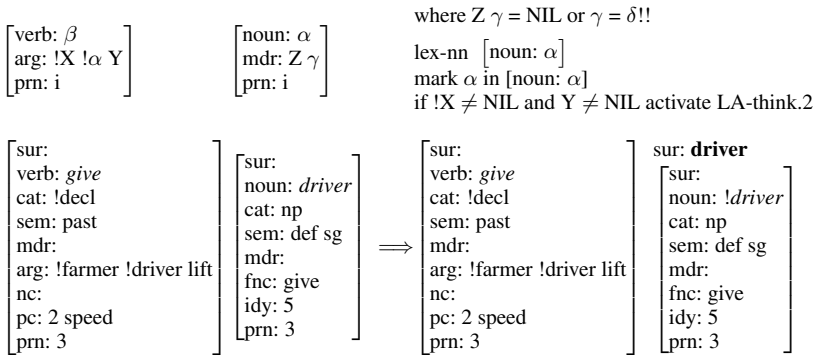 where Z γ = NIL or γ = δ!!
verb: β
arg: !X !α Y
prn: i
noun: α
mdr: Z γ
prn: i
lex-nn [noun: α]
mark α in [noun: α]
if !X ≠ NIL and Y ≠ NIL activate LA-think.2
sur:
verb: give
cat: !decl
sem: past
mdr:
arg: !farmer !driver lift
nc:
pc: 2 speed
prn: 3
sur:
noun: driver
cat: np
sem: def sg
mdr:
fnc: give
idy: 5
prn: 3
⟹
sur:
verb: give
cat: !decl
sem: past
mdr:
arg: !farmer !driver lift
nc:
pc: 2 speed
prn: 3
sur: driver
sur:
noun: !driver
cat: np
sem: def sg
mdr:
fnc: give
idy: 5
prn: 3